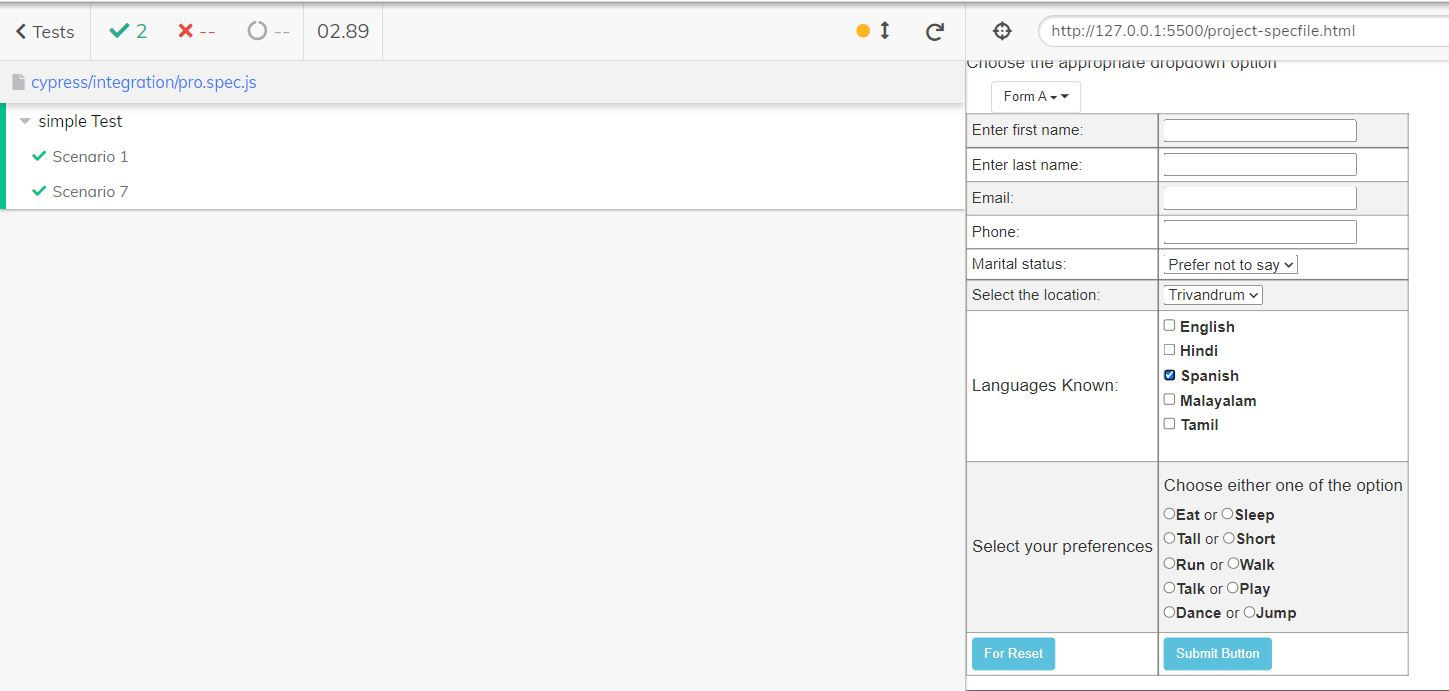 Tests 2 -- -- 02.89
cypress/integration/pro.spec.js
simple Test
Scenario 1
Scenario 7
http://127.0.0.1:5500/project-specfile.html
Choose the appropriate dropdown option
Form A
Enter first name:
Enter last name:
Email:
Phone:
Marital status: Prefer not to say
Select the location: Trivandrum
Languages Known:
English
Hindi
Spanish
Malayalam
Tamil
Select your preferences
Choose either one of the option
Eat or Sleep
Tall or Short
Run or Walk
Talk or Play
Dance or Jump
For Reset Submit Button